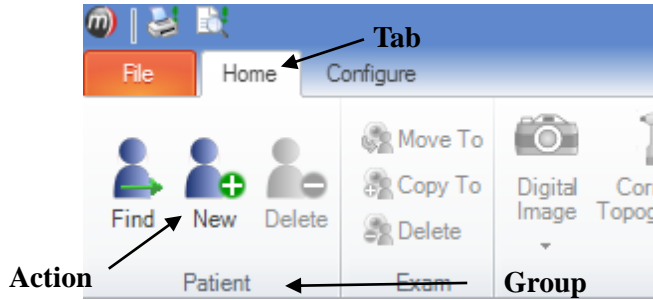 m
Tab
File Home Configure
Move To
Copy To
Delete
Find New Delete
Digital
Image
Action
Patient Exam Group